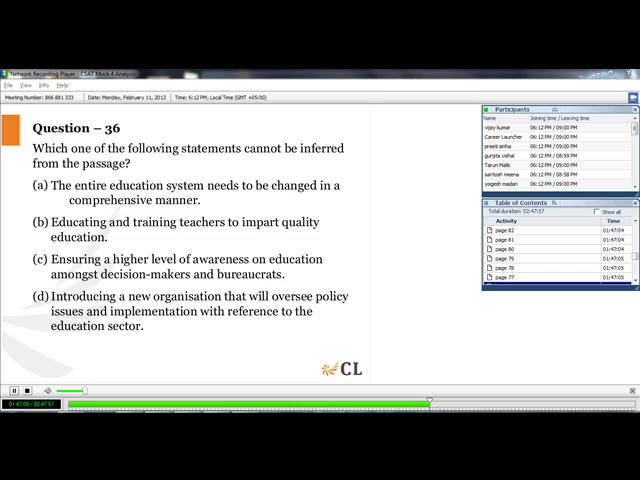 Network Recording Player - CSAT Mock 4 Analysis
File View Info Help
Meeting Number: 866 881 333 Date: Monday, February 11, 2013 Time: 6:12 PM, Local Time (GMT +05:00)
Question – 36
Which one of the following statements cannot be inferred
from the passage?
(a) The entire education system needs to be changed in a
comprehensive manner.
(b) Educating and training teachers to impart quality
education.
(c) Ensuring a higher level of awareness on education
amongst decision-makers and bureaucrats.
(d) Introducing a new organisation that will oversee policy
issues and implementation with reference to the
education sector.
CL
Participants
Name Joining time / Leaving time
vijay kumar 06:12 PM / 09:00 PM
Career Launcher 06:12 PM / 09:00 PM
preeti sinha 06:12 PM / 09:00 PM
gunjita vishal 06:12 PM / 08:59 PM
Tarun Malik 06:12 PM / 09:00 PM
santosh meena 06:12 PM / 08:58 PM
yogesh madan 06:12 PM / 09:00 PM
Table of Contents
Total duration: 02:47:57 Show all
Activity Time
page 82 01:47:04
page 81 01:47:04
page 80 01:47:04
page 79 01:47:05
page 78 01:47:05
page 77 01:47:05
01:47:05 / 02:47:57